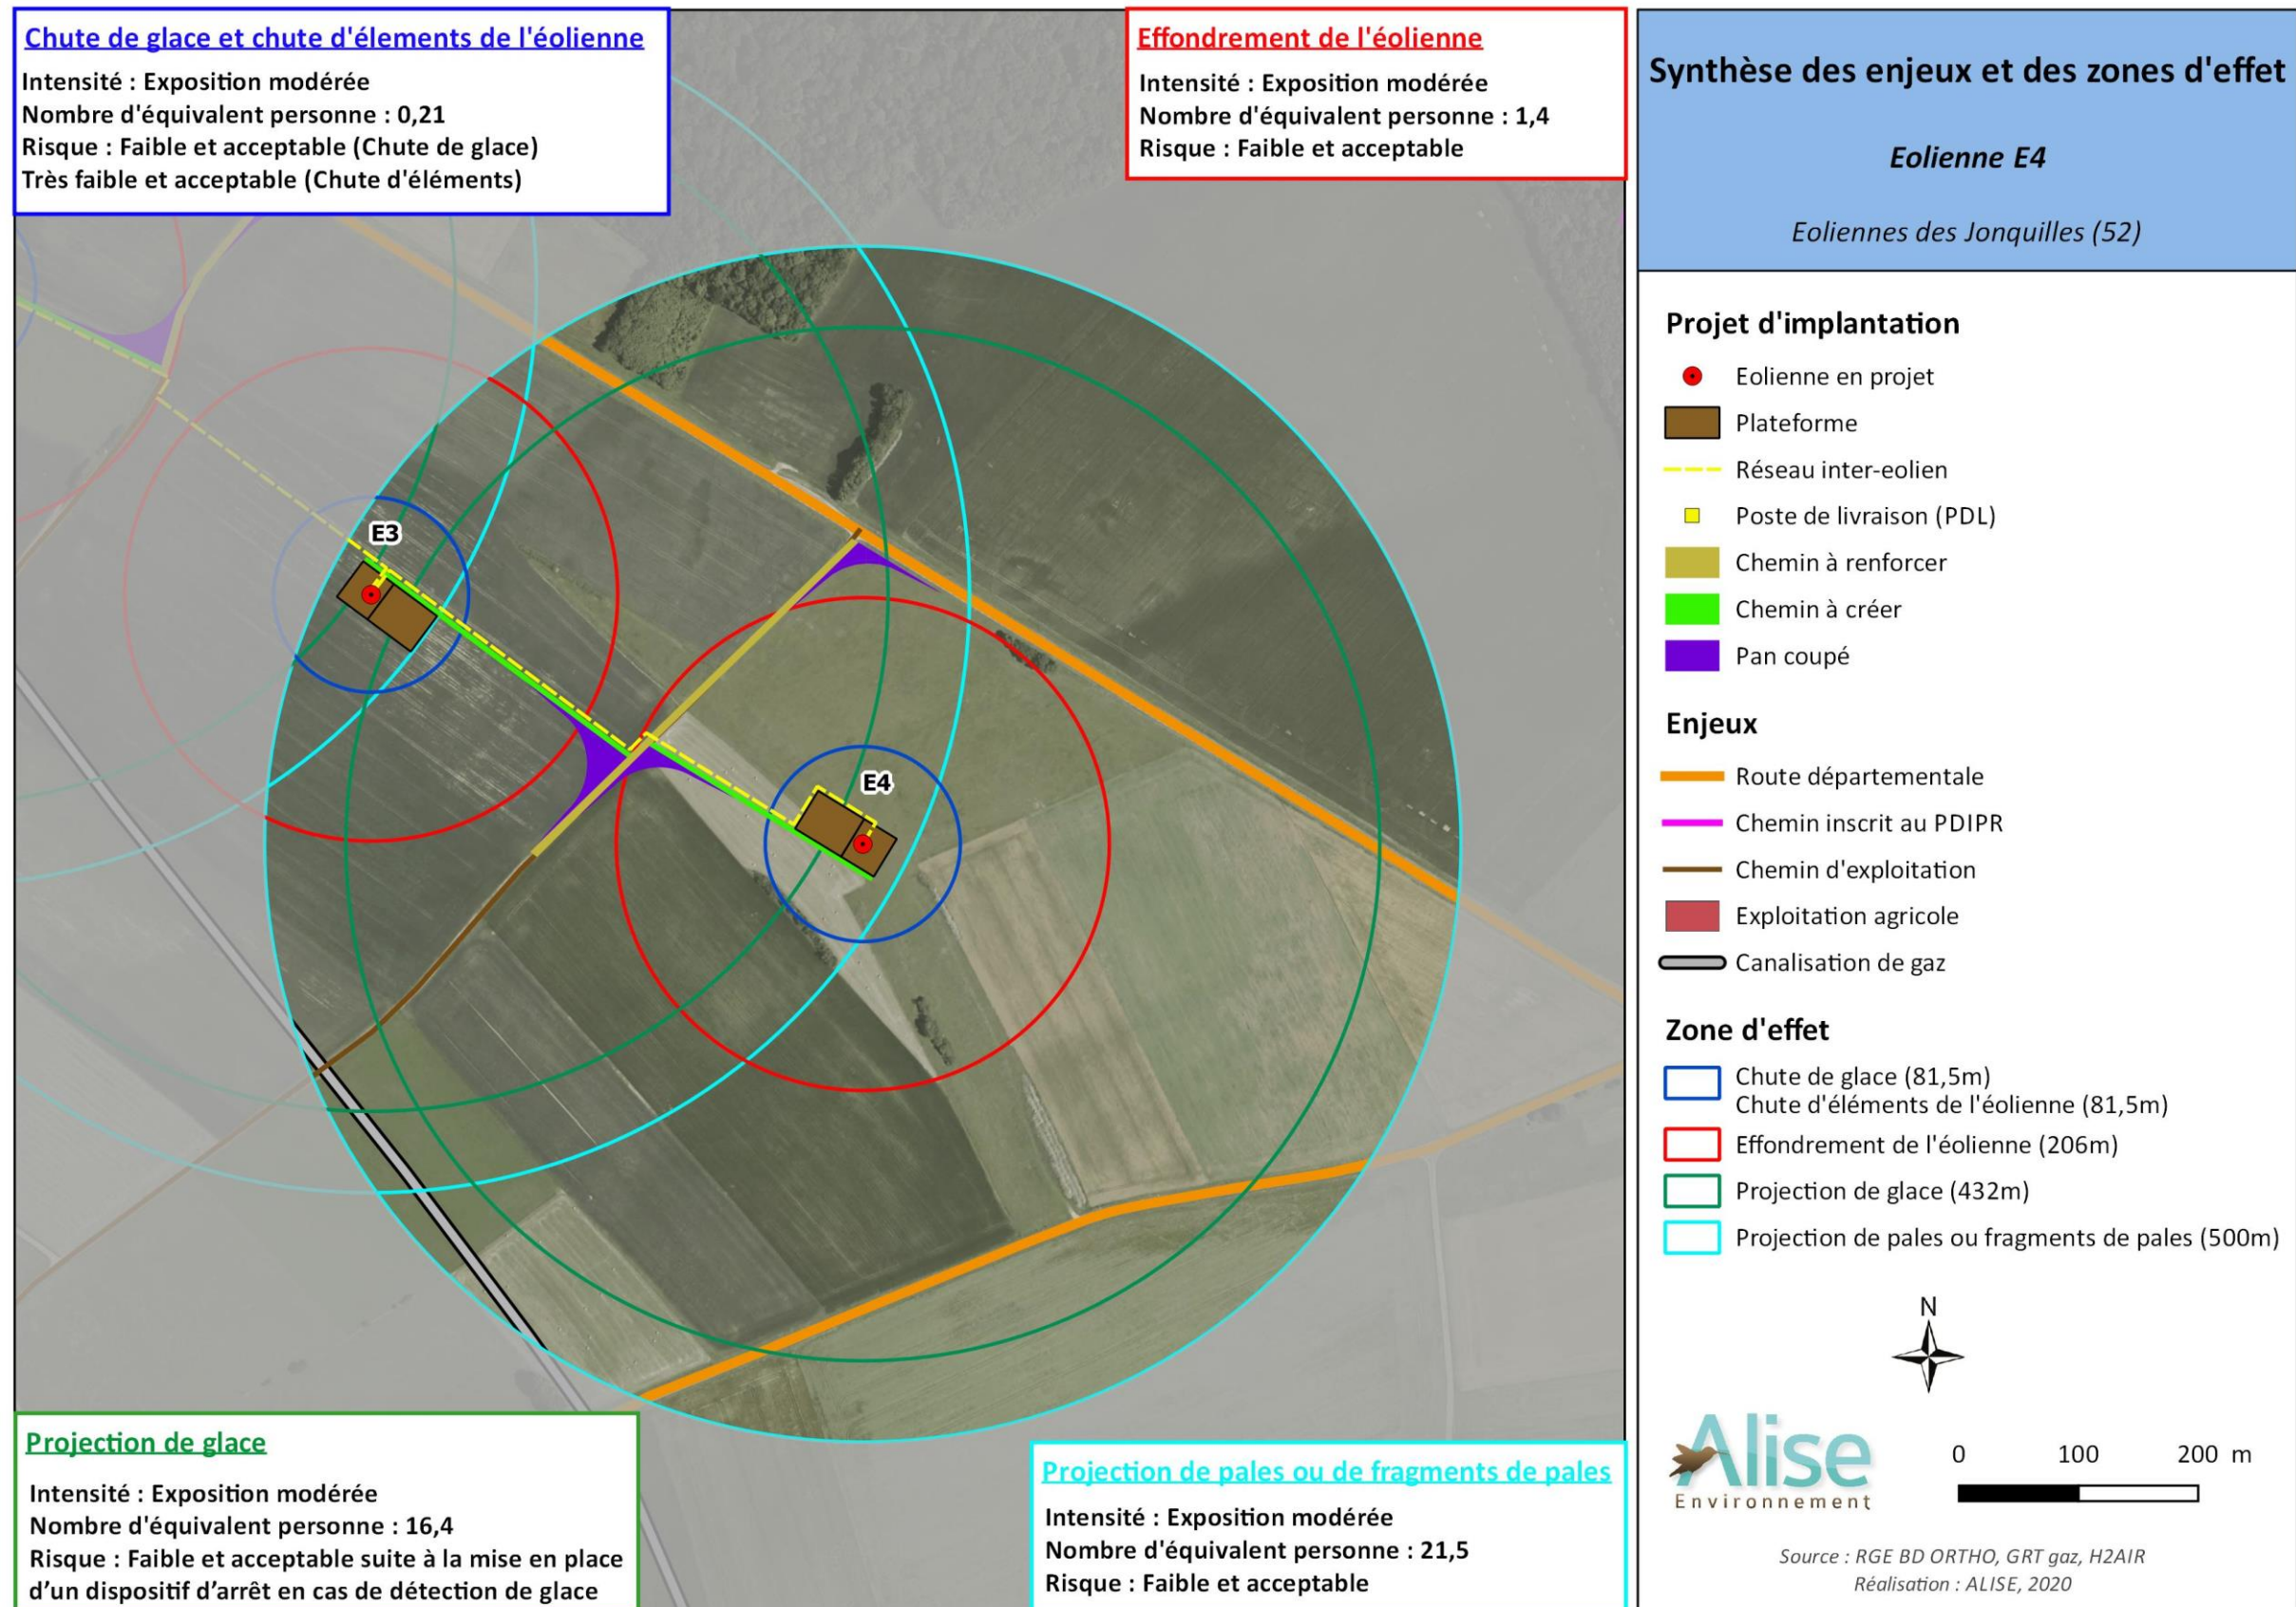 Chute de glace et chute d'élements de l'éolienne
Intensité : Exposition modérée
Nombre d'équivalent personne : 0,21
Risque : Faible et acceptable (Chute de glace)
Très faible et acceptable (Chute d'éléments)
Effondrement de l'éolienne
Intensité : Exposition modérée
Nombre d'équivalent personne : 1,4
Risque : Faible et acceptable
E3
E4
Projection de glace
Intensité : Exposition modérée
Nombre d'équivalent personne : 16,4
Risque : Faible et acceptable suite à la mise en place
d’un dispositif d’arrêt en cas de détection de glace
Projection de pales ou de fragments de pales
Intensité : Exposition modérée
Nombre d'équivalent personne : 21,5
Risque : Faible et acceptable
Synthèse des enjeux et des zones d'effet
Eolienne E4
Eoliennes des Jonquilles (52)
Projet d'implantation
Eolienne en projet
Plateforme
Réseau inter-eolien
Poste de livraison (PDL)
Chemin à renforcer
Chemin à créer
Pan coupé
Enjeux
Route départementale
Chemin inscrit au PDIPR
Chemin d'exploitation
Exploitation agricole
Canalisation de gaz
Zone d'effet
Chute de glace (81,5m)
Chute d'éléments de l'éolienne (81,5m)
Effondrement de l'éolienne (206m)
Projection de glace (432m)
Projection de pales ou fragments de pales (500m)
N
Alise
Environnement
0 100 200 m
Source : RGE BD ORTHO, GRT gaz, H2AIR
Réalisation : ALISE, 2020